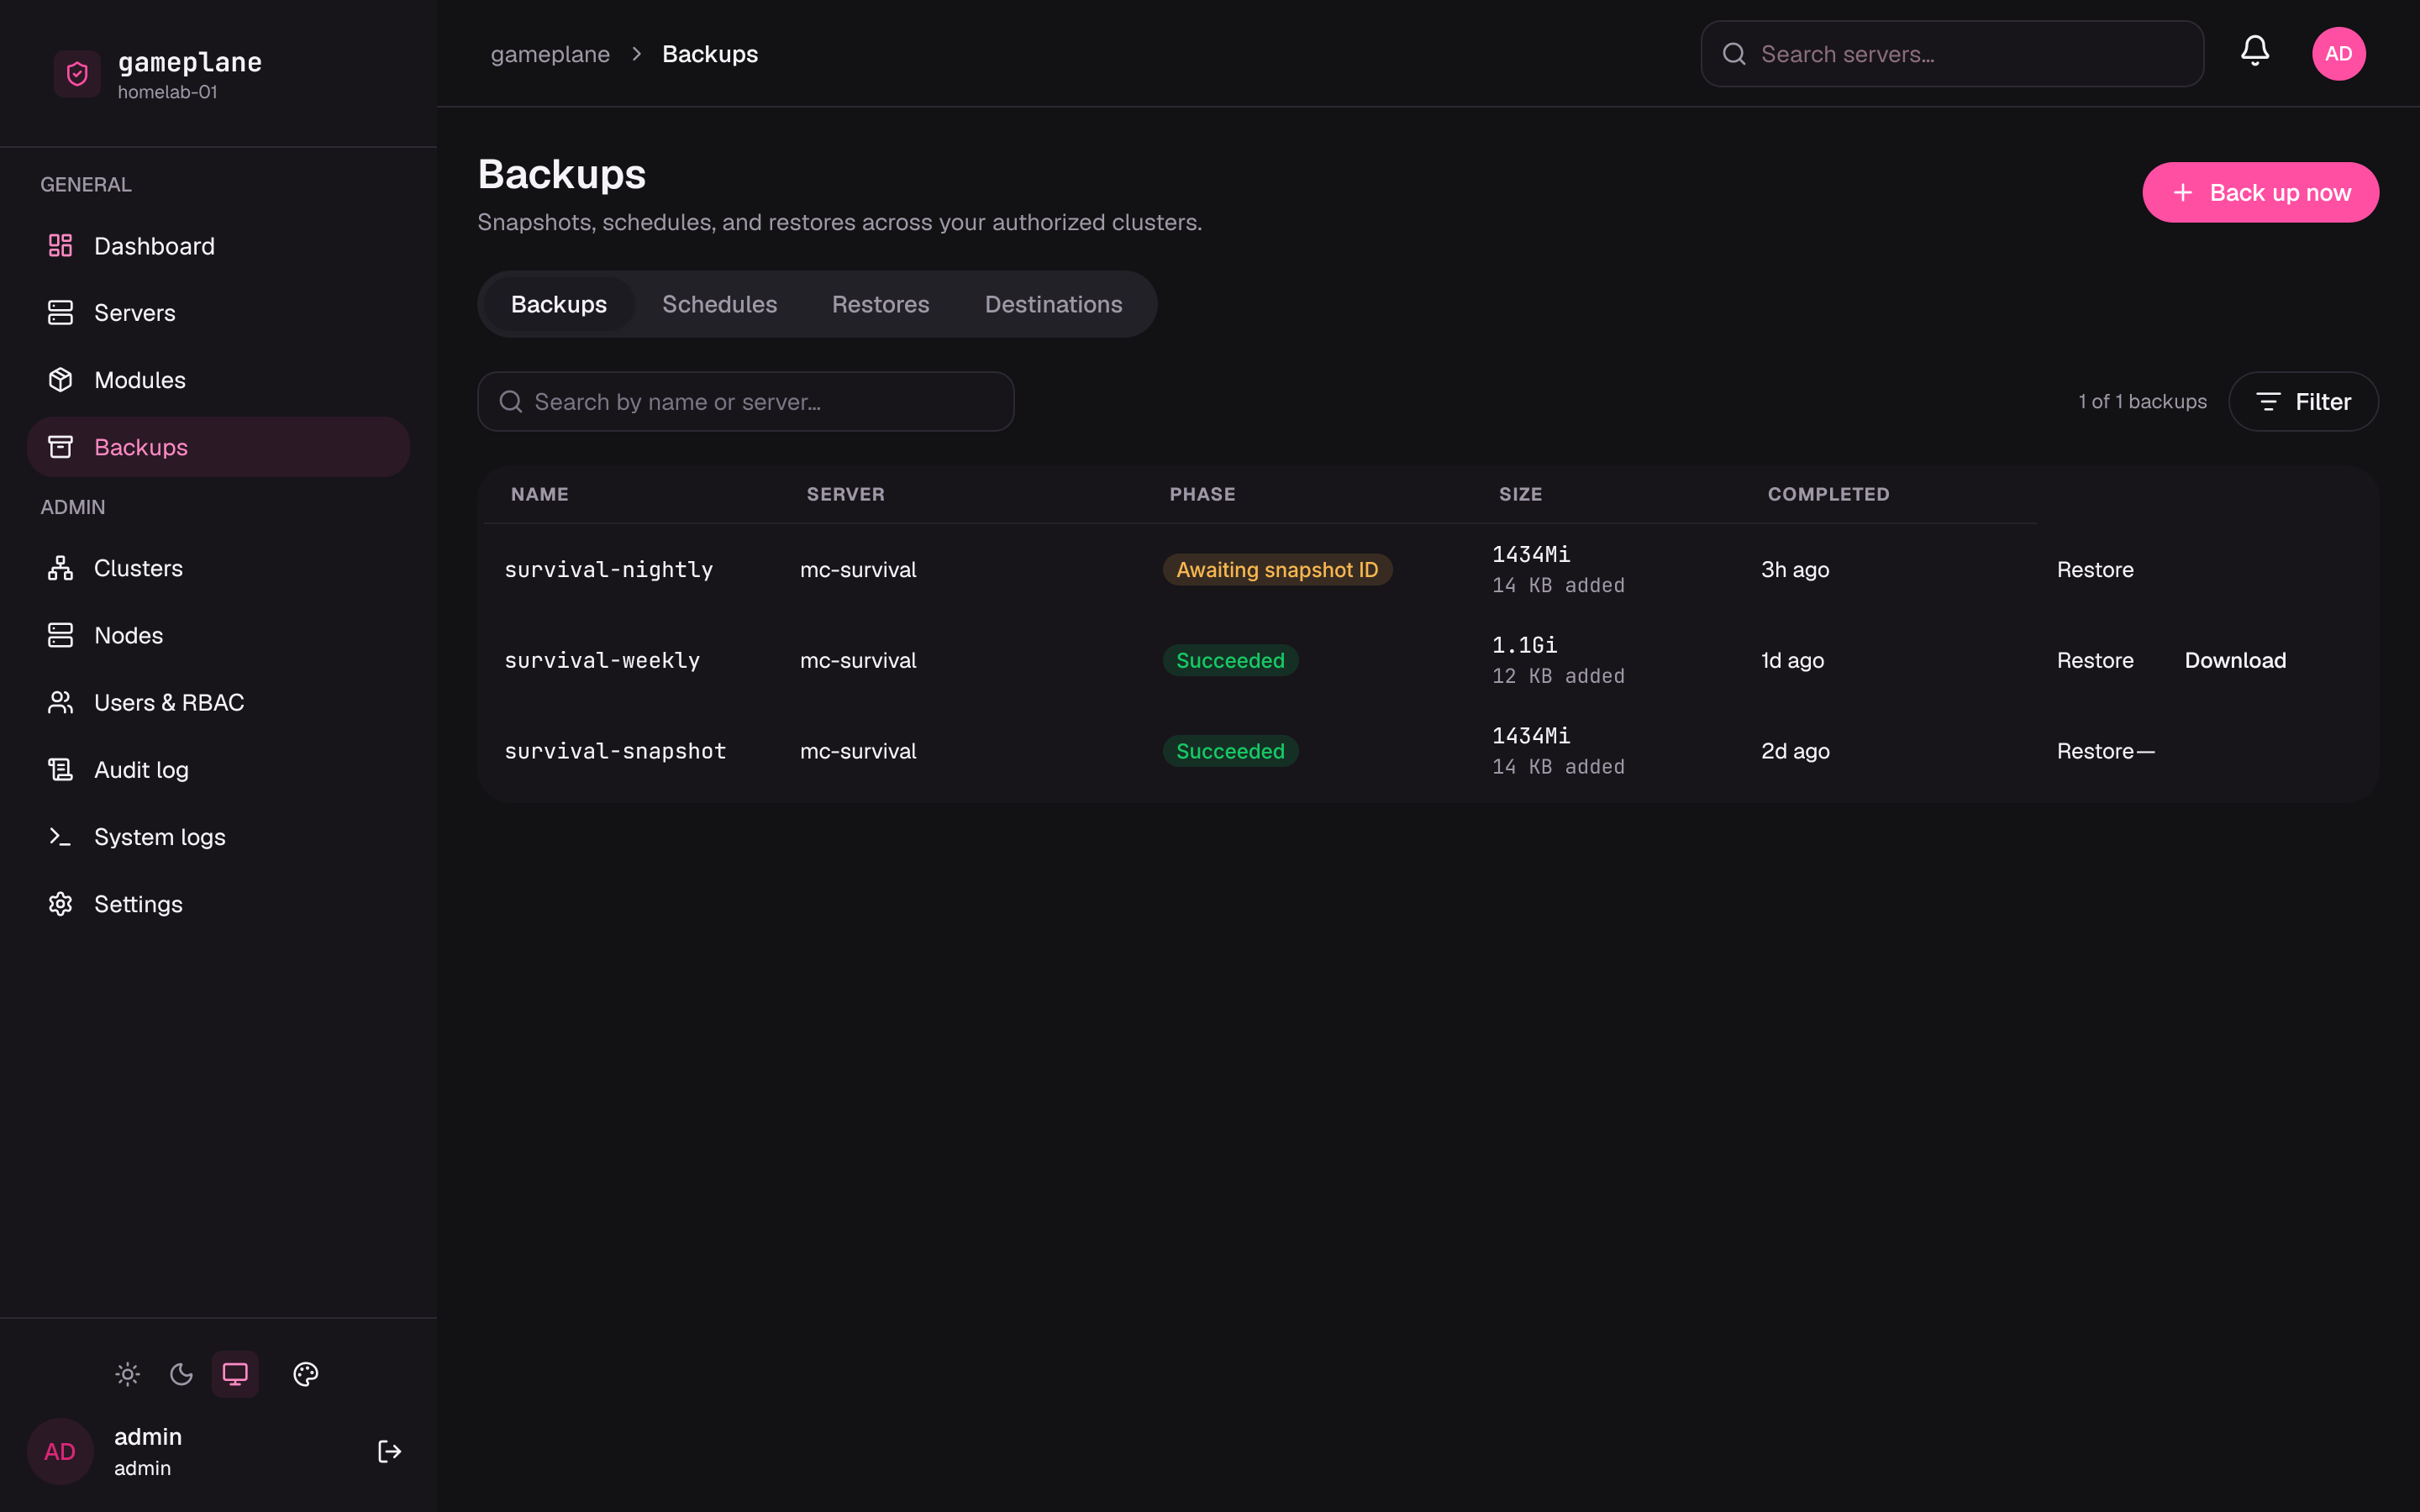 gameplane
homelab-01
gameplane > Backups
Search servers...
AD
GENERAL
Dashboard
Servers
Modules
Backups
ADMIN
Clusters
Nodes
Users & RBAC
Audit log
System logs
Settings
AD
admin
admin
Backups
Snapshots, schedules, and restores across your authorized clusters.
Back up now
Backups Schedules Restores Destinations
Search by name or server...
1 of 1 backups
Filter
NAME SERVER PHASE SIZE COMPLETED
survival-nightly mc-survival Awaiting snapshot ID 1434Mi 3h ago Restore
14 KB added
survival-weekly mc-survival Succeeded 1.1Gi 1d ago Restore Download
12 KB added
survival-snapshot mc-survival Succeeded 1434Mi 2d ago Restore—
14 KB added